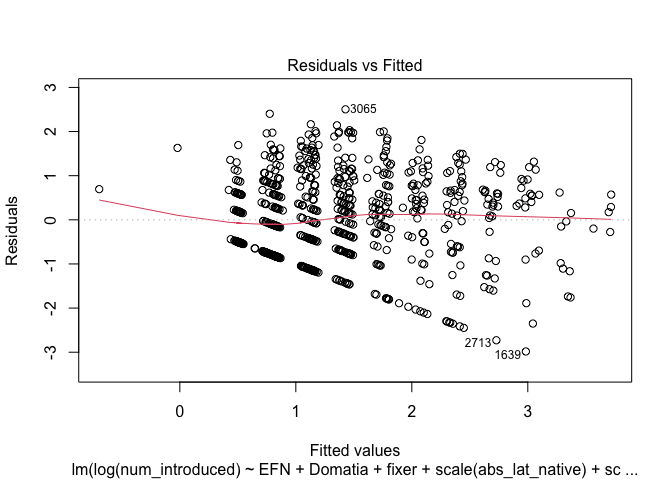 Residuals vs Fitted
Residuals
3
2
1
0
-1
-2
-3
3065
2713
1639
0 1 2 3
Fitted values
lm(log(num_introduced) ~ EFN + Domatia + fixer + scale(abs_lat_native) + sc ...